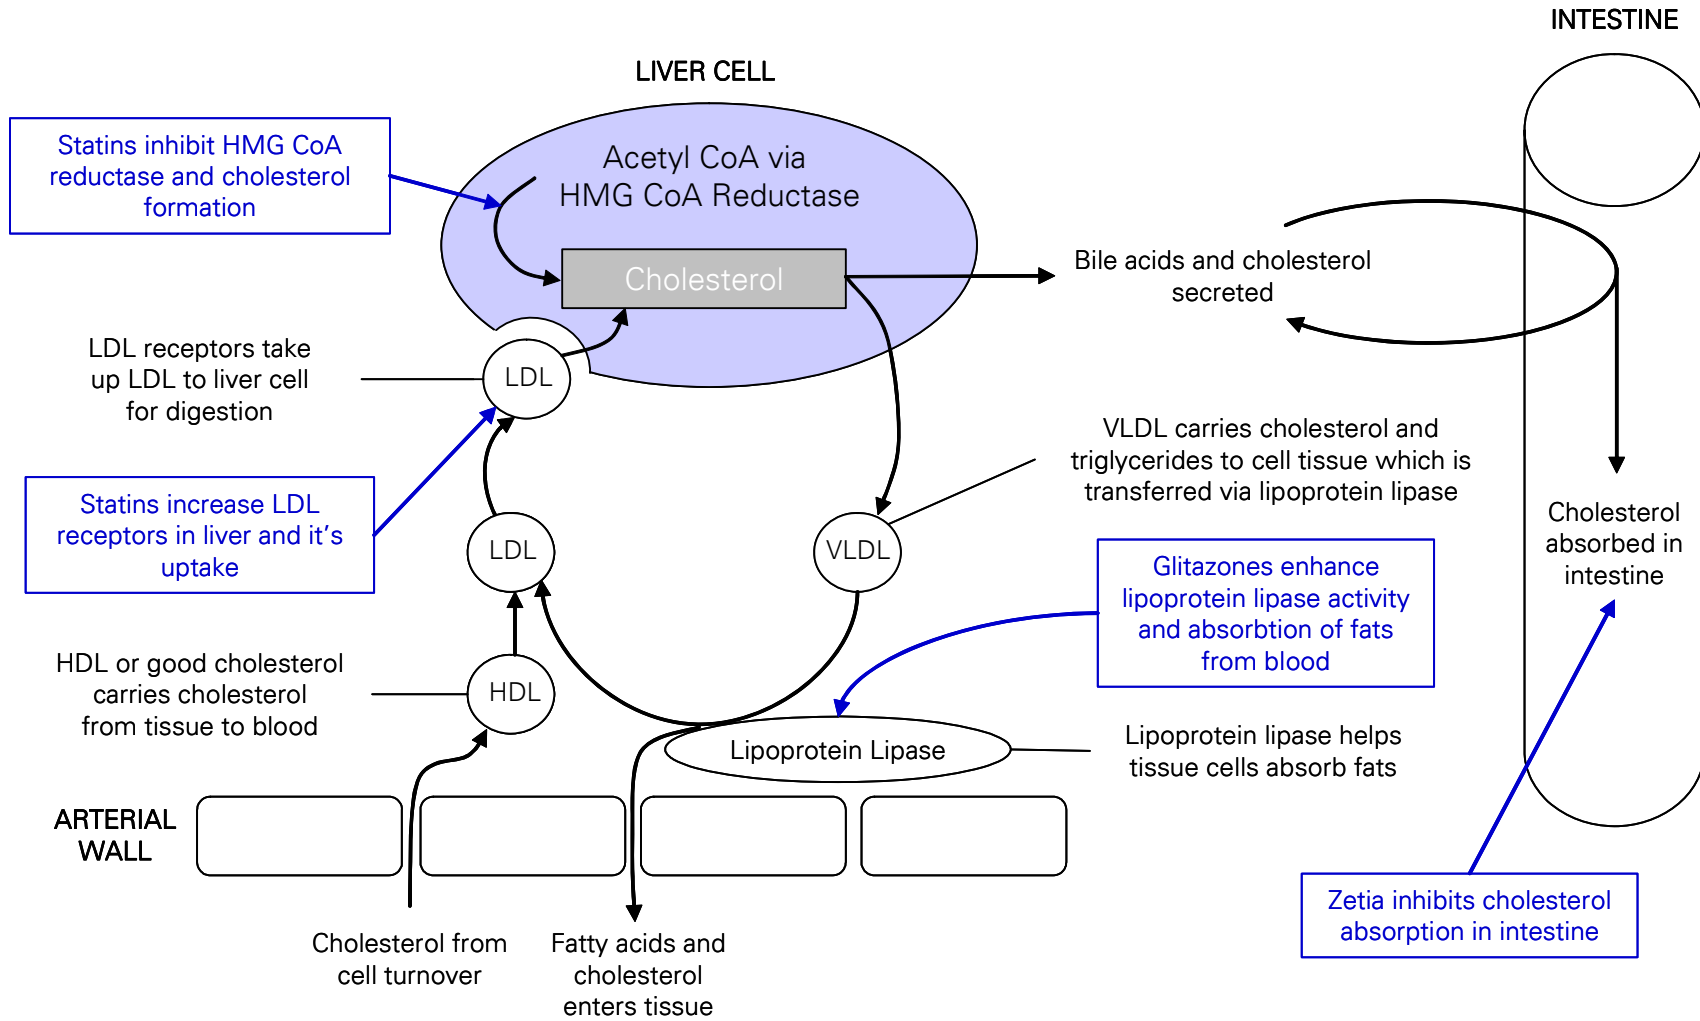 INTESTINE
LIVER CELL
Statins inhibit HMG CoA
reductase and cholesterol
formation
Acetyl CoA via
HMG CoA Reductase
Cholesterol
Bile acids and cholesterol
secreted
LDL receptors take
up LDL to liver cell
for digestion
LDL
VLDL carries cholesterol and
triglycerides to cell tissue which is
transferred via lipoprotein lipase
Statins increase LDL
receptors in liver and it's
uptake
LDL
VLDL
Cholesterol
absorbed in
intestine
Glitazones enhance
lipoprotein lipase activity
and absorbtion of fats
from blood
HDL or good cholesterol
carries cholesterol
from tissue to blood
HDL
Lipoprotein Lipase
Lipoprotein lipase helps
tissue cells absorb fats
ARTERIAL
WALL
Zetia inhibits cholesterol
absorption in intestine
Cholesterol from
cell turnover
Fatty acids and
cholesterol
enters tissue